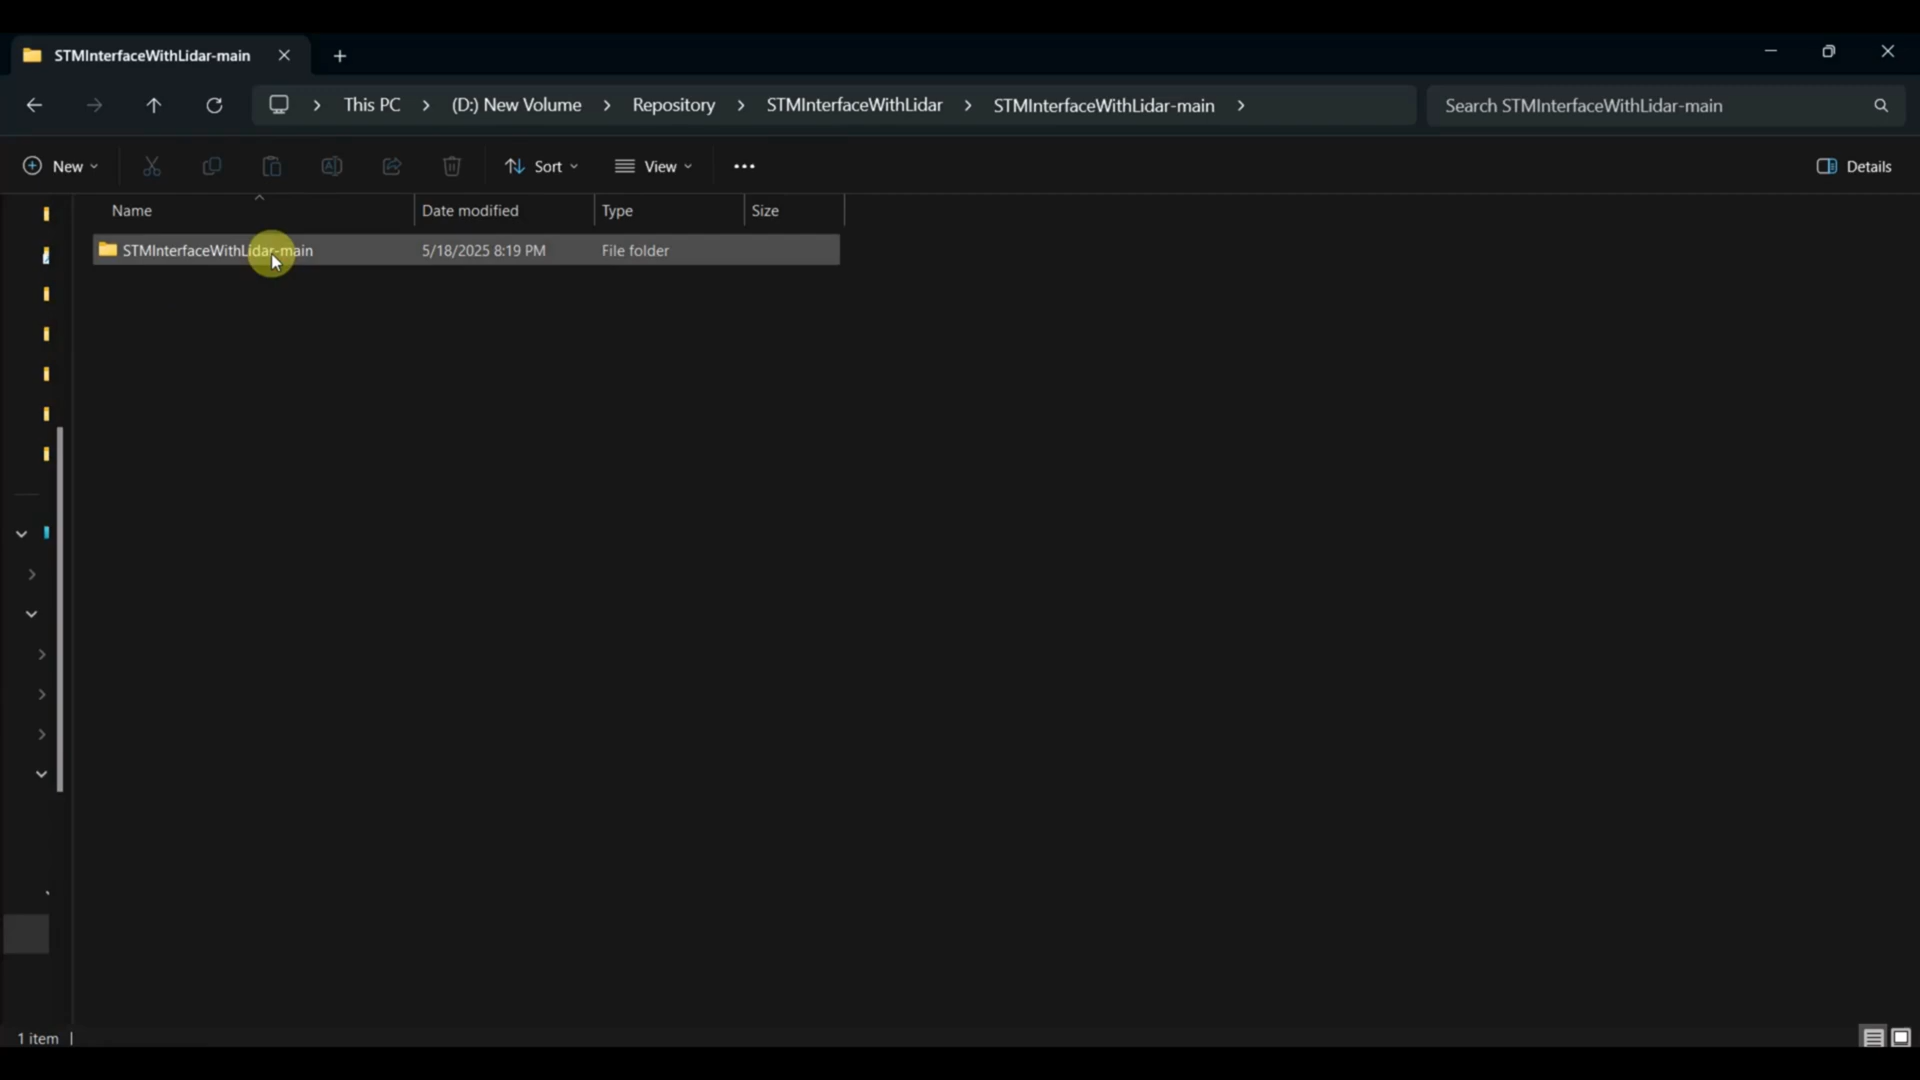 STMInterfaceWithLidar-main
This PC > (D:) New Volume > Repository > STMInterfaceWithLidar > STMInterfaceWithLidar-main >
Search STMInterfaceWithLidar-main
New
Sort
View
Details
Name Date modified Type Size
STMInterfaceWithLidar-main 5/18/2025 8:19 PM File folder
1 item